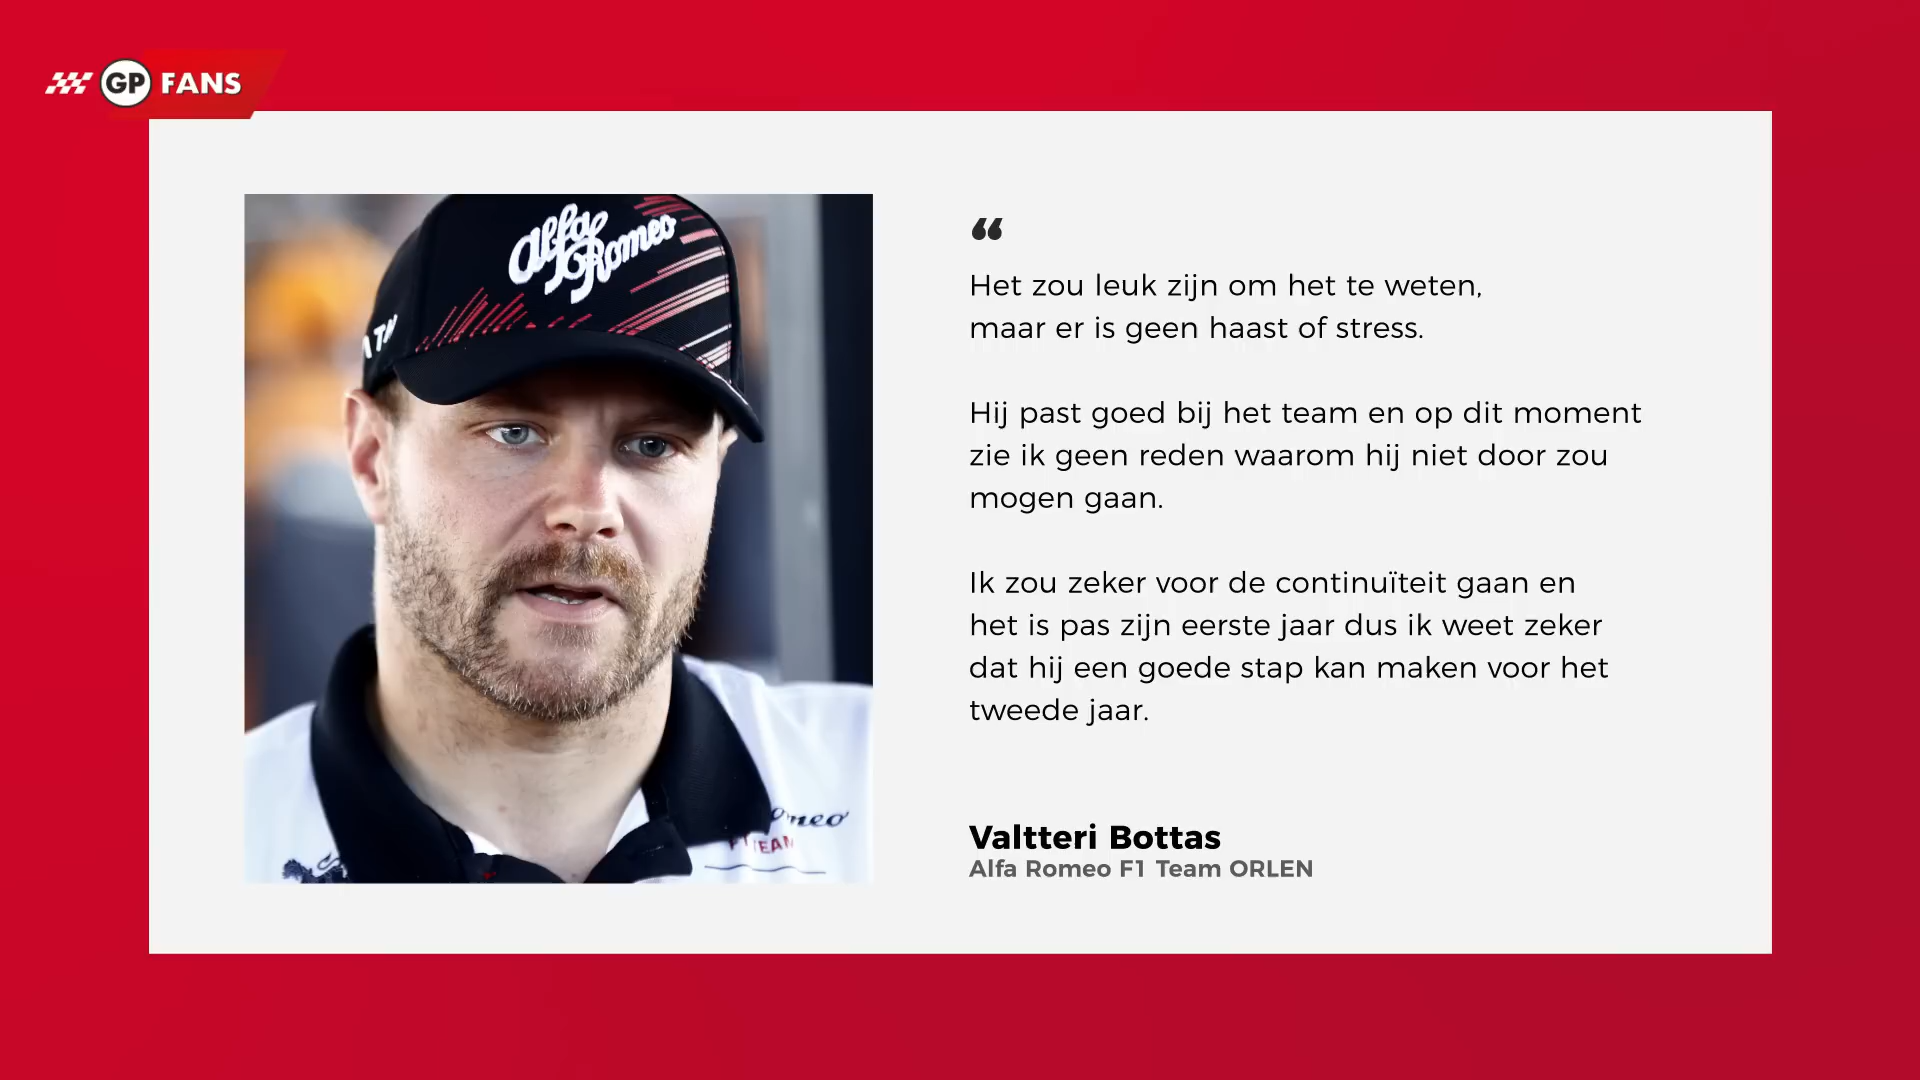 GP FANS
Alfa
Romeo
“
Het zou leuk zijn om het te weten,
maar er is geen haast of stress.
Hij past goed bij het team en op dit moment
zie ik geen reden waarom hij niet door zou
mogen gaan.
Ik zou zeker voor de continuïteit gaan en
het is pas zijn eerste jaar dus ik weet zeker
dat hij een goede stap kan maken voor het
tweede jaar.
Valtteri Bottas
Alfa Romeo F1 Team ORLEN